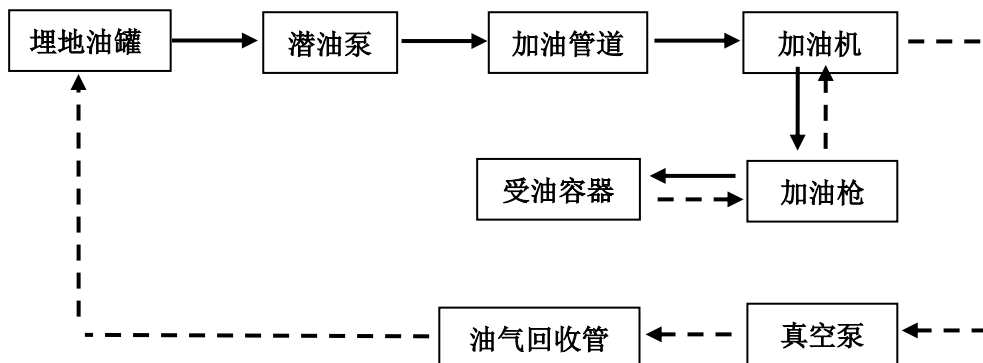 埋地油罐
潜油泵
加油管道
加油机
受油容器
加油枪
油气回收管
真空泵